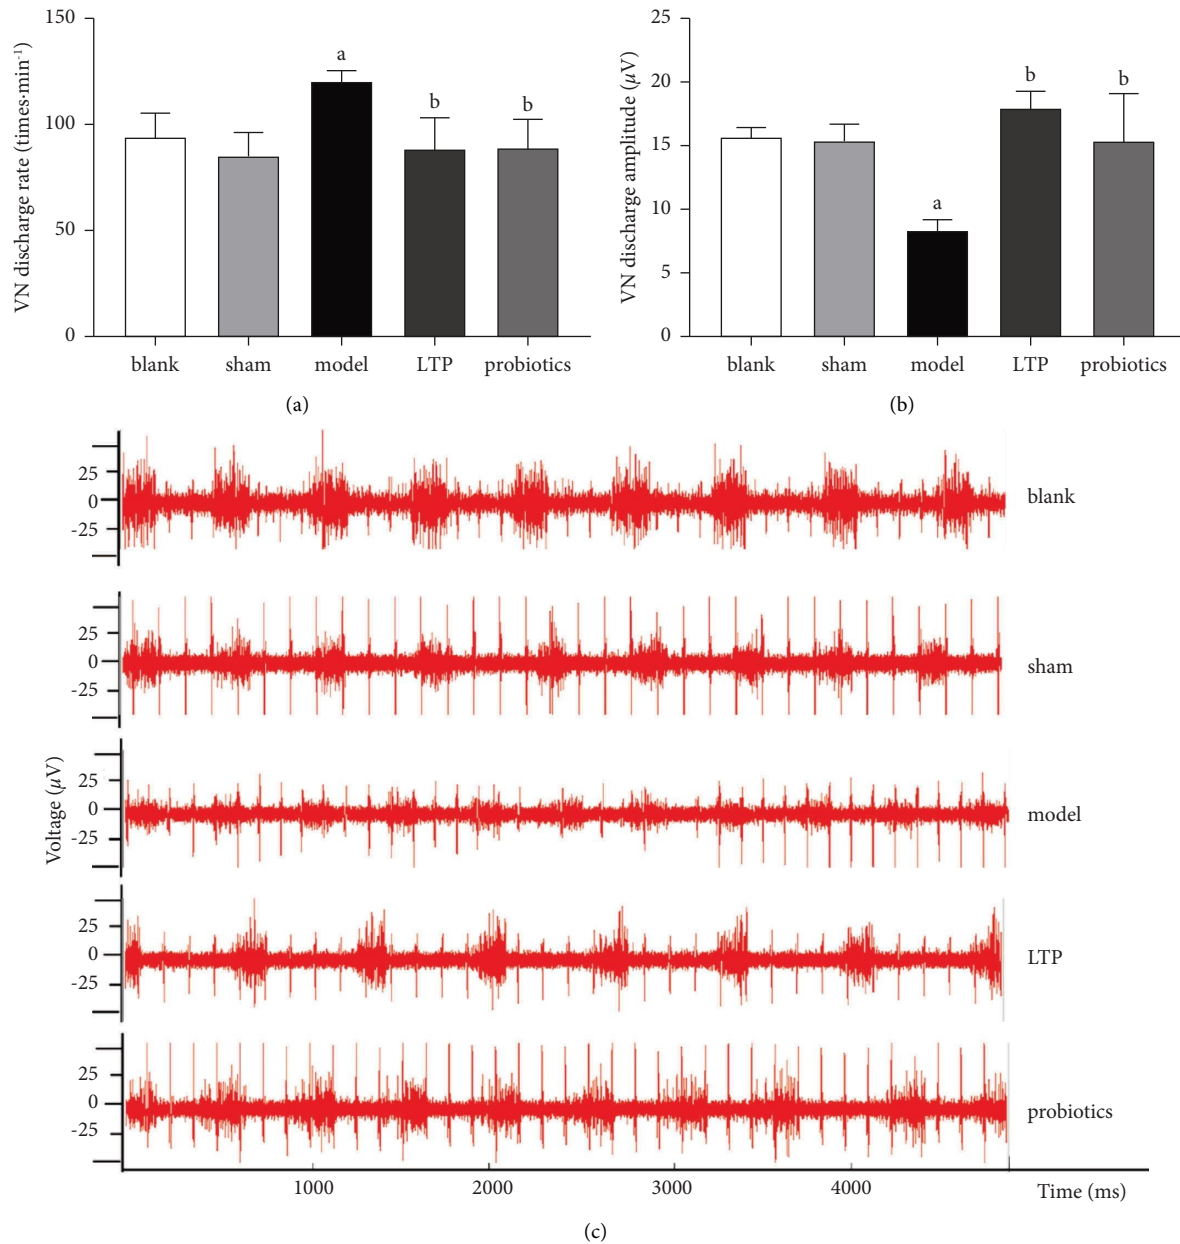 150
100
50
0
VN discharge rate (times·min⁻¹)
a
b
b
blank sham model LTP probiotics
(a)
25
20
15
10
5
0
VN discharge amplitude (μV)
a
b
b
blank sham model LTP probiotics
(b)
25
0
-25
blank
25
0
-25
sham
Voltage (μV)
25
0
-25
model
25
0
-25
LTP
25
0
-25
probiotics
1000 2000 3000 4000 Time (ms)
(c)